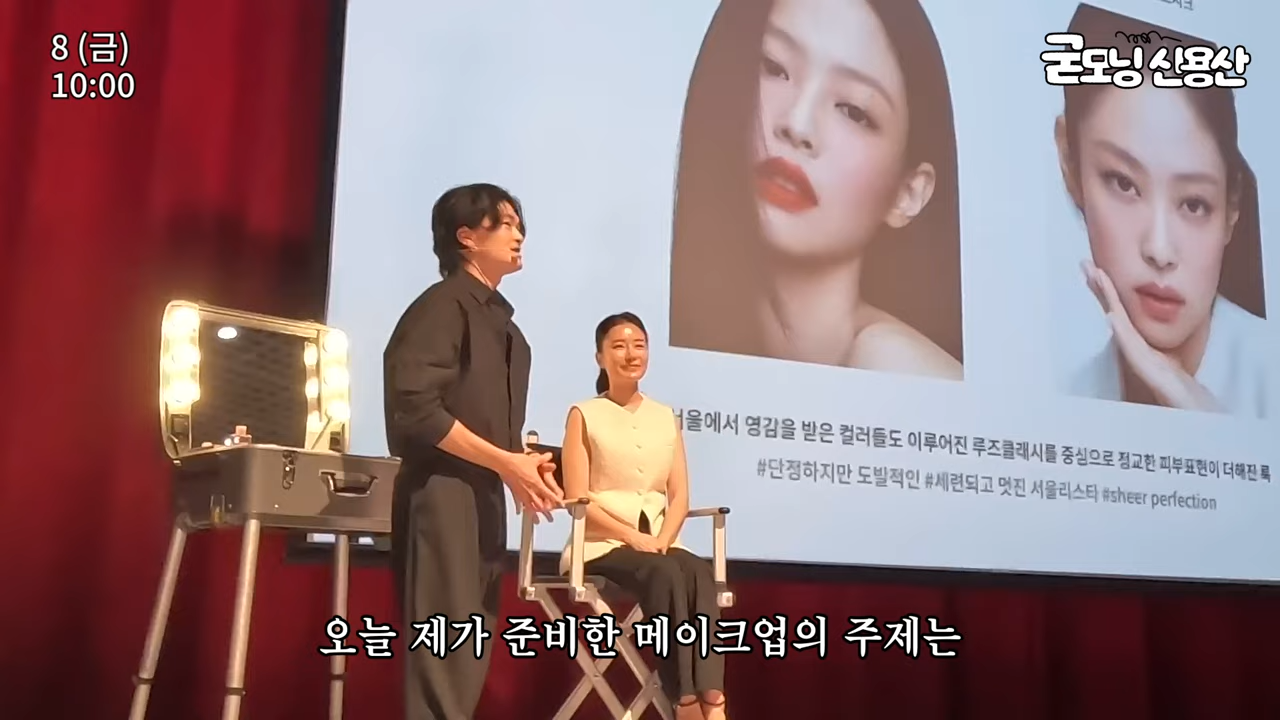 8 (금)
10:00
굳모닝 신용산
서울에서 영감을 받은 컬러들도 이루어진 루즈클래시를 중심으로 정교한 피부표현이 더해진 룩
#단정하지만 도발적인 #세련되고 멋진 서울리스타 #sheer perfection
오늘 제가 준비한 메이크업의 주제는